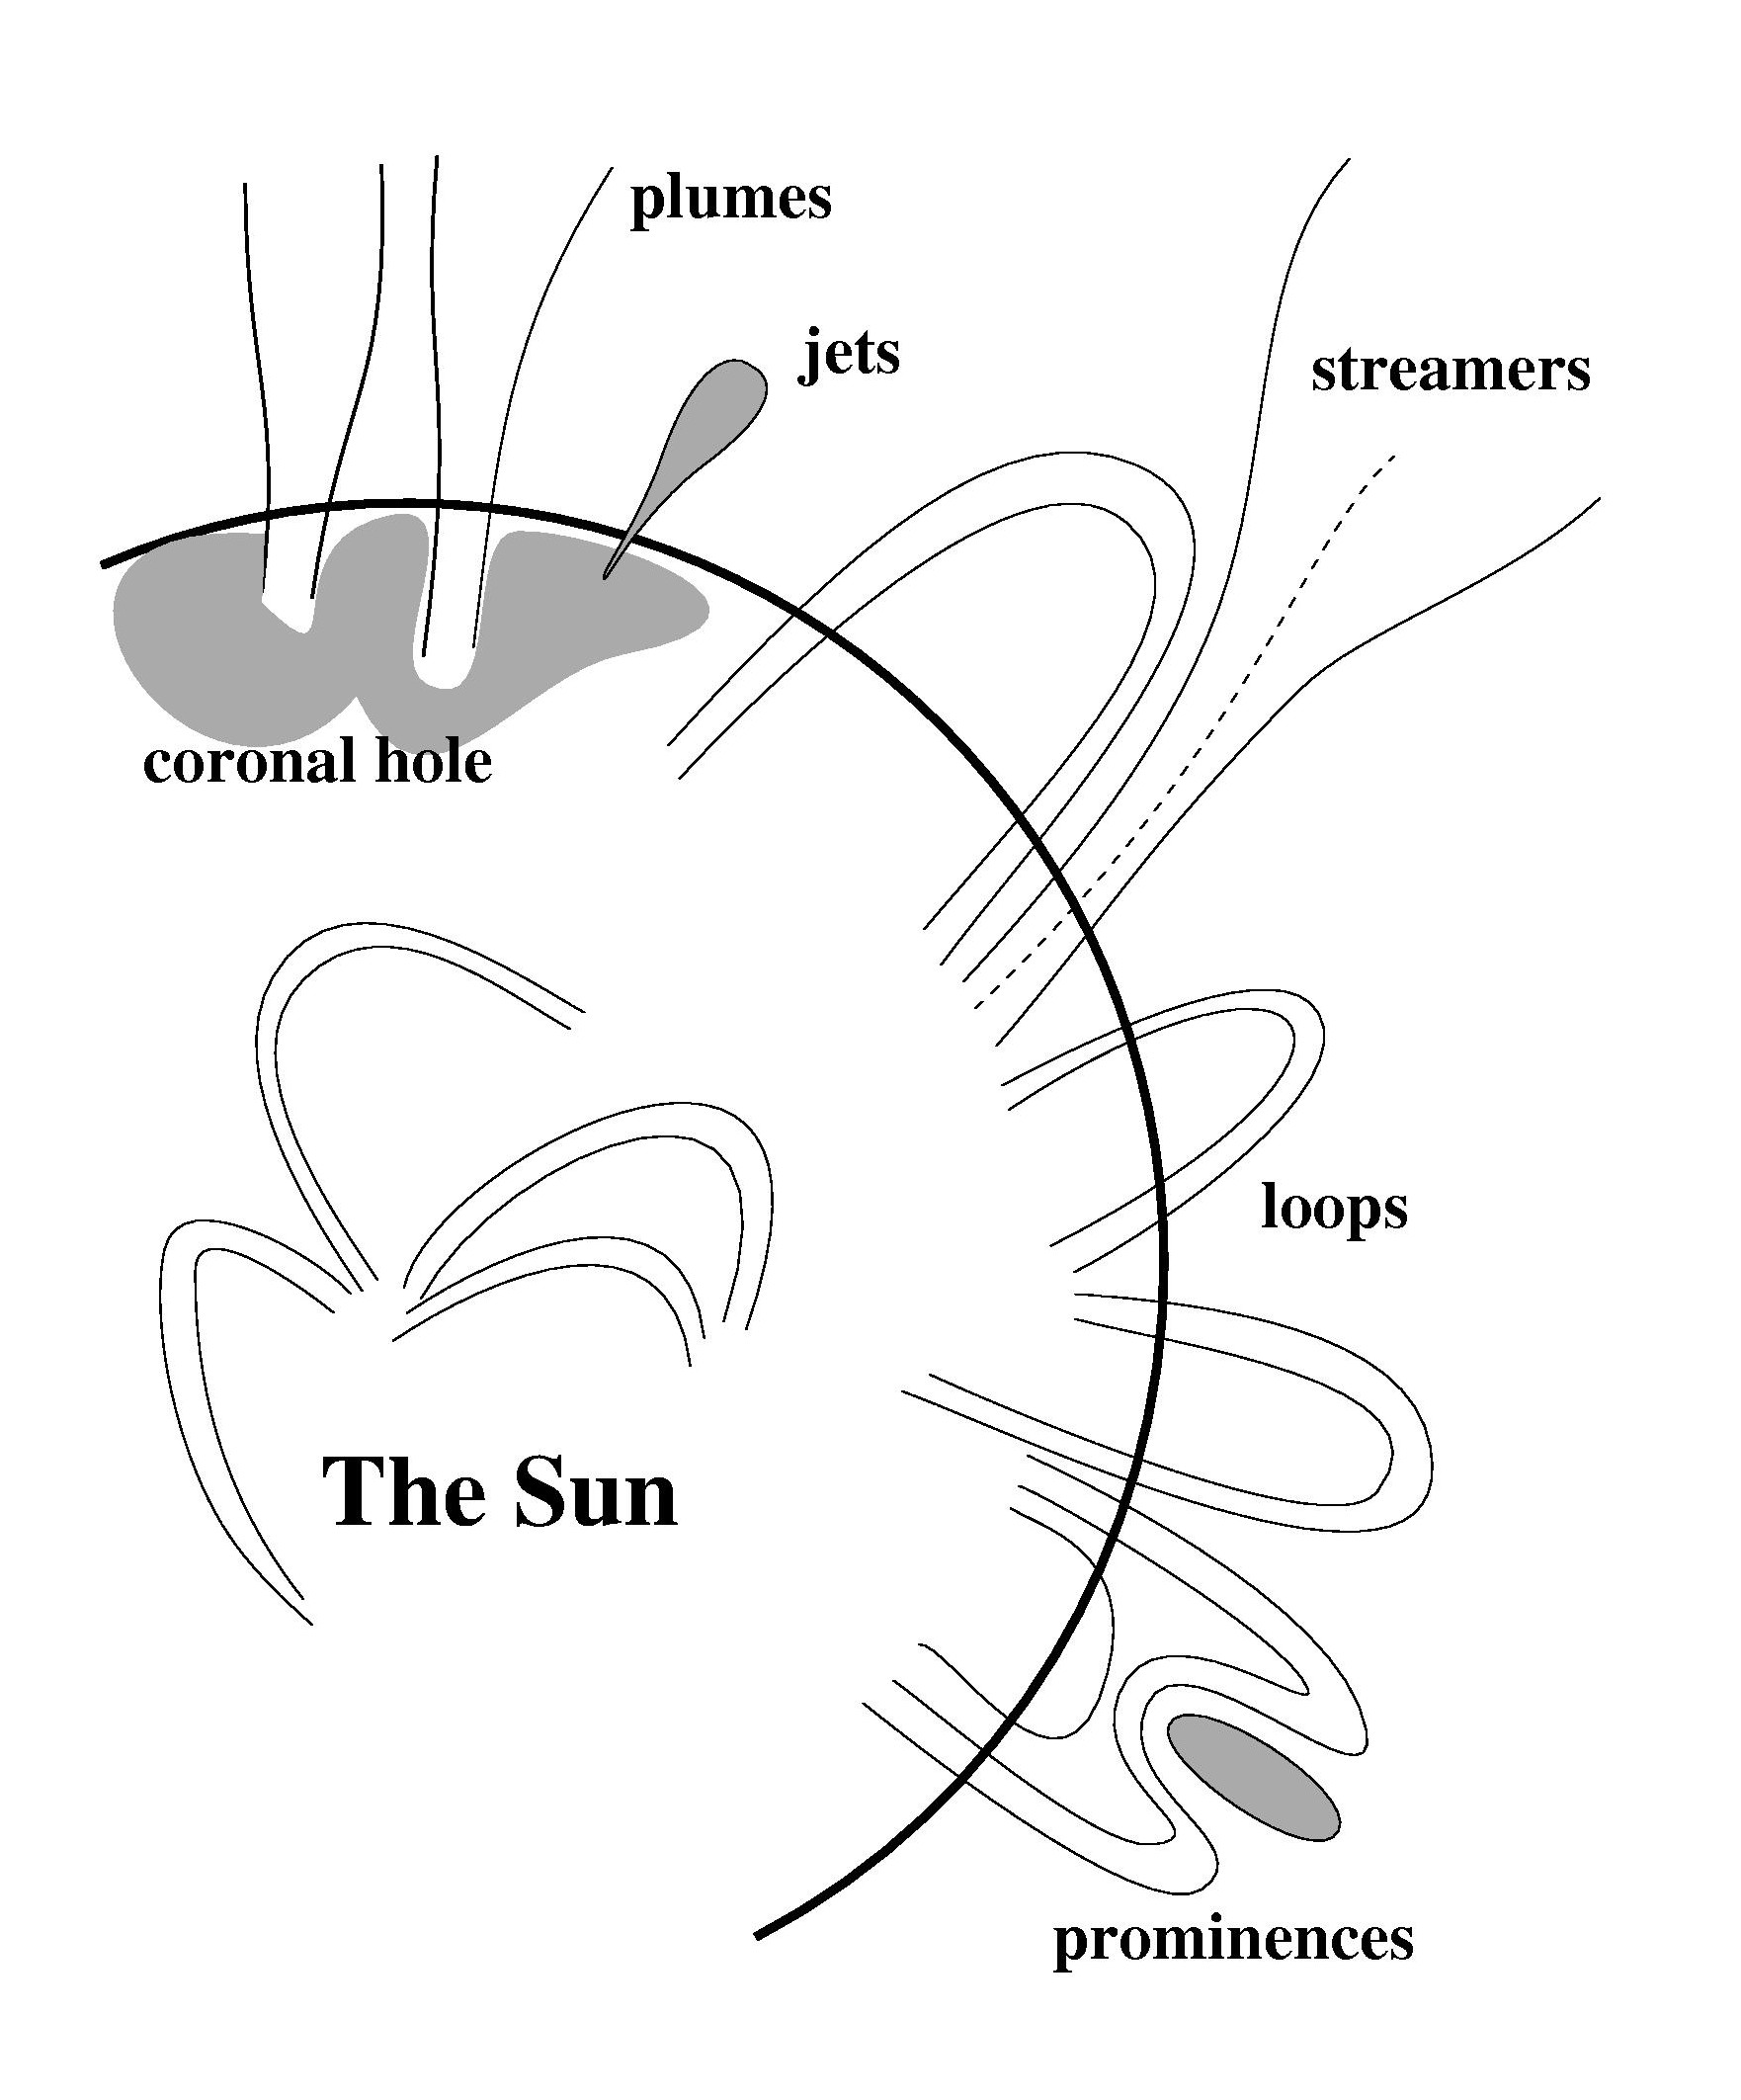 plumes
jets
streamers
coronal hole
loops
The Sun
prominences